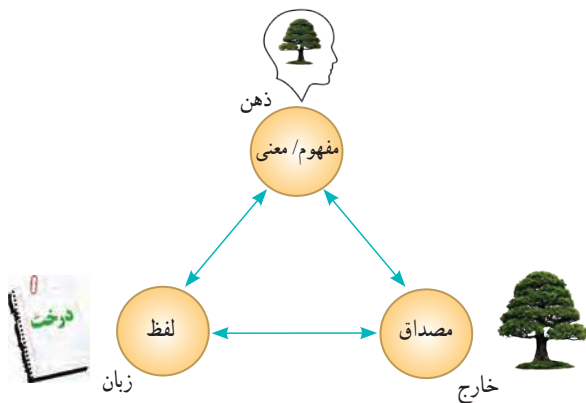 ذهن
مفهوم/ معنی
درخت
لفظ
مصداق
زبان
خارج